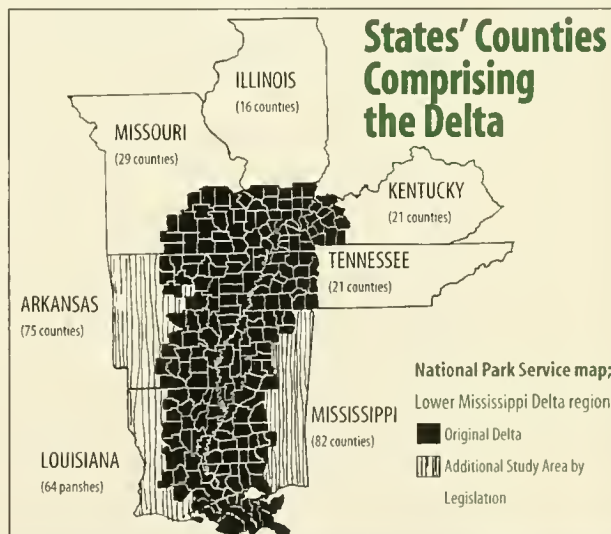 States' Counties
Comprising
the Delta
ILLINOIS
(16 counties)
MISSOURI
(29 counties)
KENTUCKY
(21 counties)
TENNESSEE
(21 counties)
ARKANSAS
(75 counties)
MISSISSIPPI
(82 counties)
LOUISIANA
(64 parishes)
National Park Service map;
Lower Mississippi Delta region
Original Delta
Additional Study Area by
Legislation